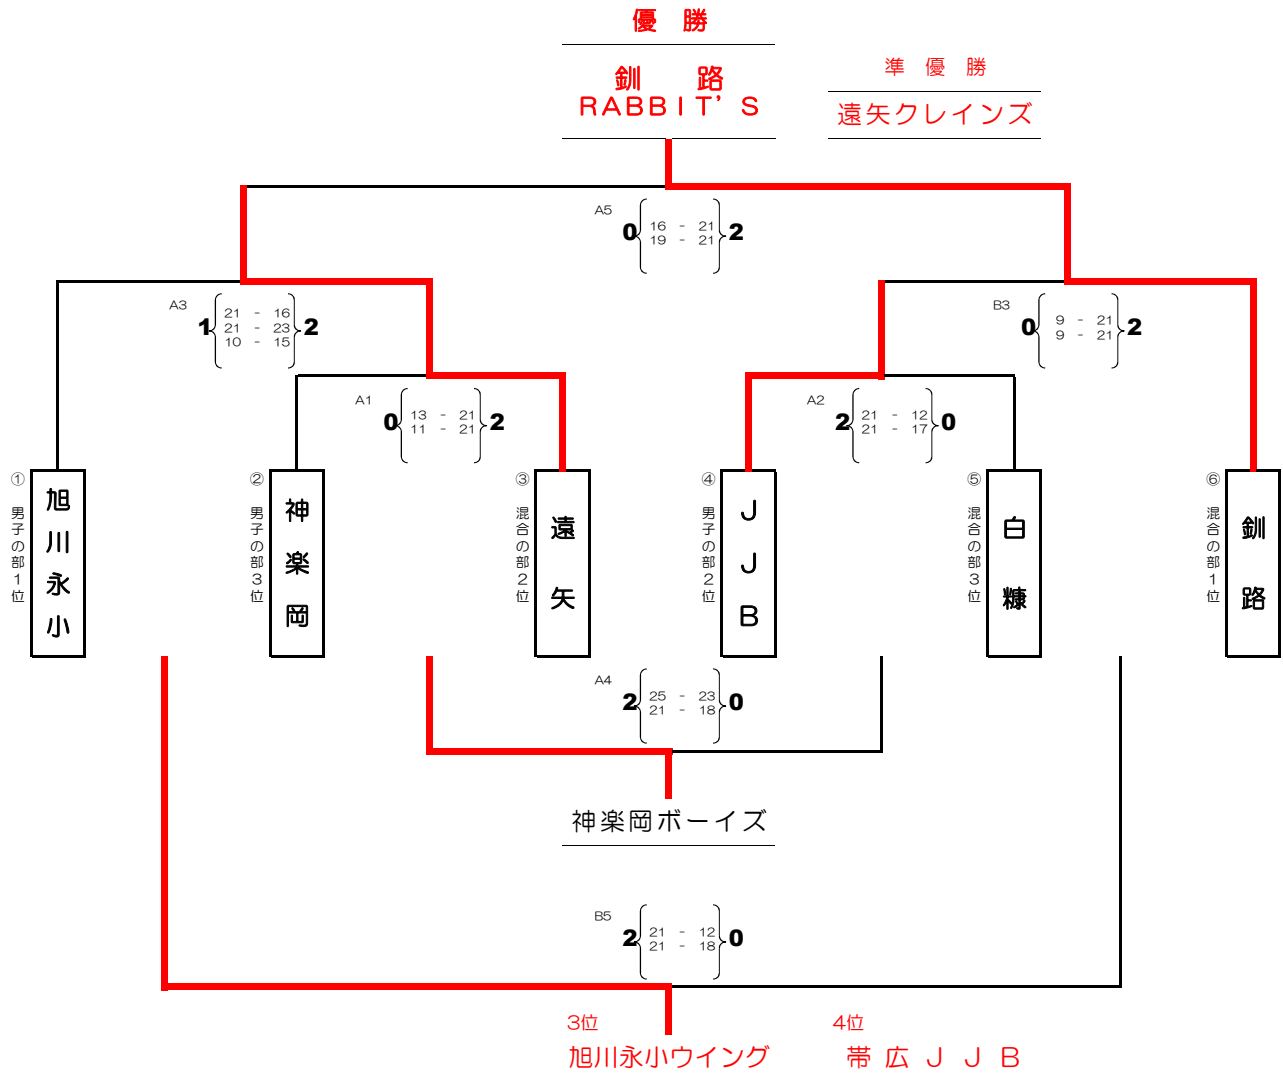 優 勝
釧 路
RABBIT'S
準 優 勝
遠矢クレインズ
A5
0 16 - 21 2
19 - 21
A3
1 21 - 16 2
21 - 23
10 - 15
B3
0 9 - 21 2
9 - 21
A1
0 13 - 21 2
11 - 21
A2
2 21 - 12 0
21 - 17
① 男子の部1位
旭川永小
② 男子の部3位
神楽岡
③ 混合の部2位
遠矢
④ 男子の部2位
JJB
⑤ 混合の部3位
白糠
⑥ 混合の部1位
釧路
A4
2 25 - 23 0
21 - 18
神楽岡ボーイズ
B5
2 21 - 12 0
21 - 18
3位
旭川永小ウイング
4位
帯広JJB